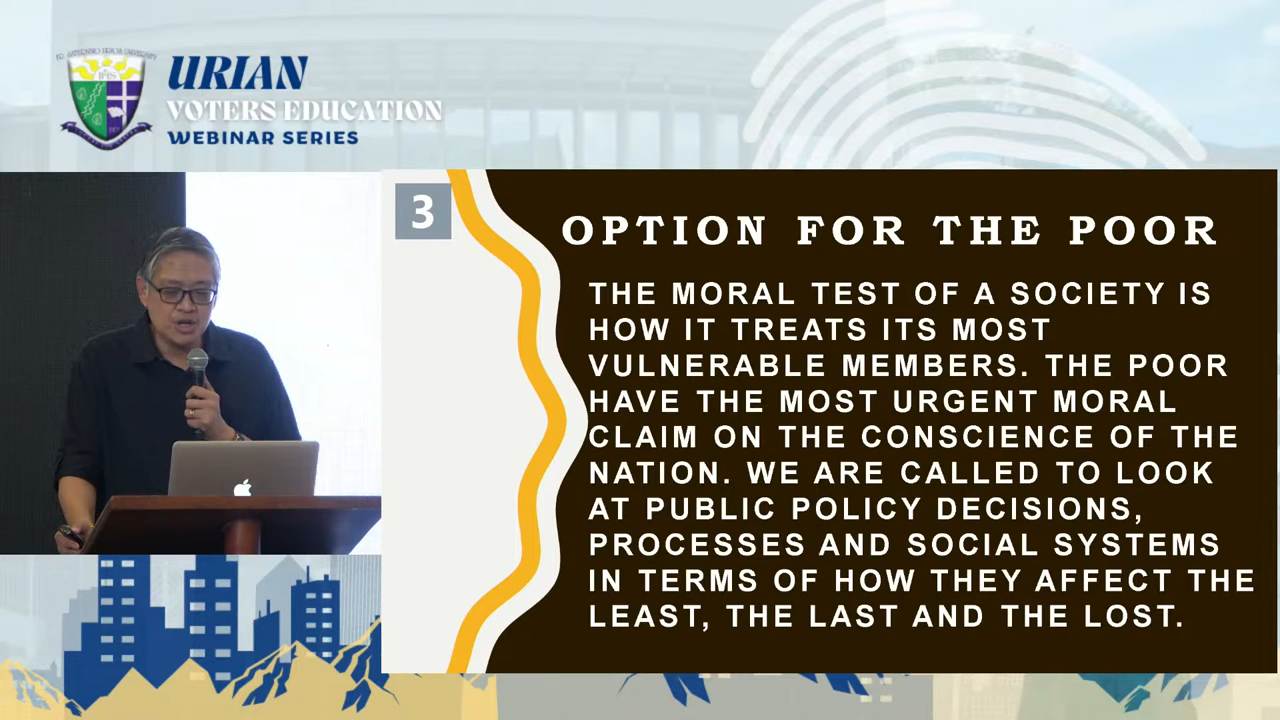 URIAN
VOTERS EDUCATION
WEBINAR SERIES
3
OPTION FOR THE POOR
THE MORAL TEST OF A SOCIETY IS
HOW IT TREATS ITS MOST
VULNERABLE MEMBERS. THE POOR
HAVE THE MOST URGENT MORAL
CLAIM ON THE CONSCIENCE OF THE
NATION. WE ARE CALLED TO LOOK
AT PUBLIC POLICY DECISIONS,
PROCESSES AND SOCIAL SYSTEMS
IN TERMS OF HOW THEY AFFECT THE
LEAST, THE LAST AND THE LOST.